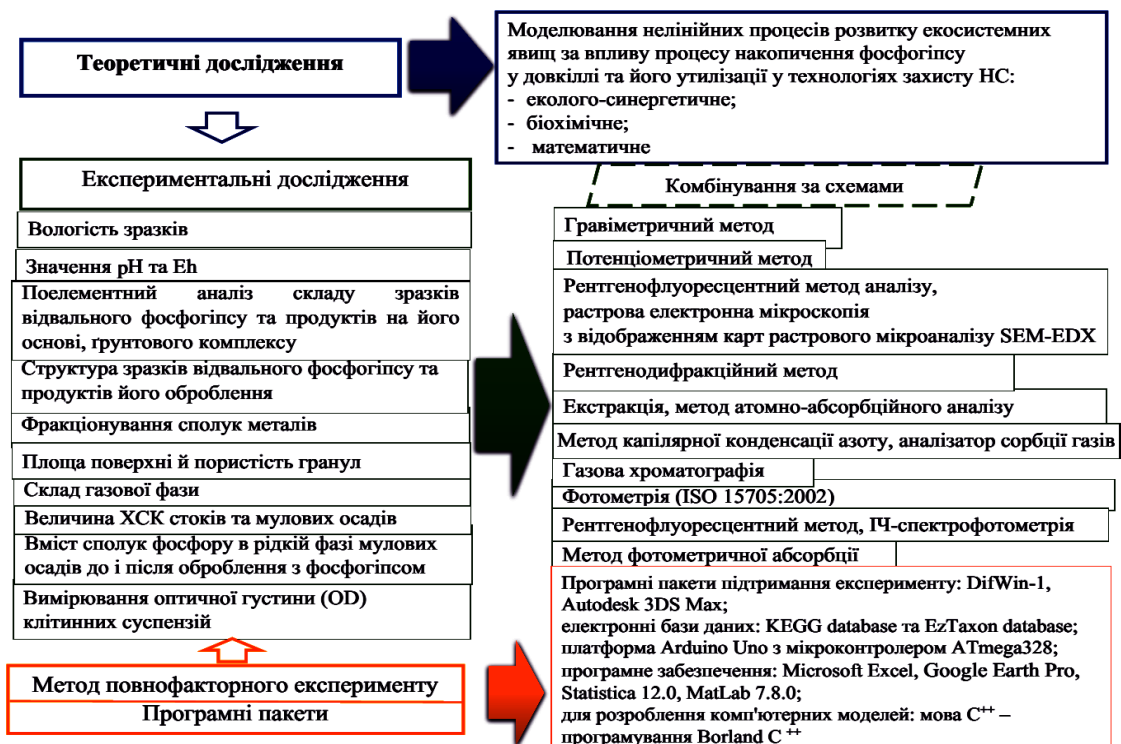 Теоретичні дослідження
Моделювання нелінійних процесів розвитку екосистемних
явищ за впливу процесу накопичення фосфогіпсу
у довкіллі та його утилізації у технологіях захисту НС:
- еколого-синергетичне;
- біохімічне;
- математичне
Експериментальні дослідження
Комбінування за схемами
Вологість зразків
Значення pH та Eh
Поелементний аналіз складу зразків
відвального фосфогіпсу та продуктів на його
основі, ґрунтового комплексу
Структура зразків відвального фосфогіпсу та
продуктів його оброблення
Фракціонування сполук металів
Площа поверхні й пористість гранул
Склад газової фази
Величина ХСК стоків та мулових осадів
Вміст сполук фосфору в рідкій фазі мулових
осадів до і після оброблення з фосфогіпсом
Вимірювання оптичної густини (OD)
клітинних суспензій
Гравіметричний метод
Потенціометричний метод
Рентгенофлуоресцентний метод аналізу,
растрова електронна мікроскопія
з відображенням карт растрового мікроаналізу SEM-EDX
Рентгенодифракційний метод
Екстракція, метод атомно-абсорбційного аналізу
Метод капілярної конденсації азоту, аналізатор сорбції газів
Газова хроматографія
Фотометрія (ISO 15705:2002)
Рентгенофлуоресцентний метод, ІЧ-спектрофотометрія
Метод фотометричної абсорбції
Метод повнофакторного експерименту
Програмні пакети
Програмні пакети підтримання експерименту: DifWin-1,
Autodesk 3DS Max;
електронні бази даних: KEGG database та EzTaxon database;
платформа Arduino Uno з мікроконтролером ATmega328;
програмне забезпечення: Microsoft Excel, Google Earth Pro,
Statistica 12.0, MatLab 7.8.0;
для розроблення комп'ютерних моделей: мова C⁺⁺ –
програмування Borland C ⁺⁺